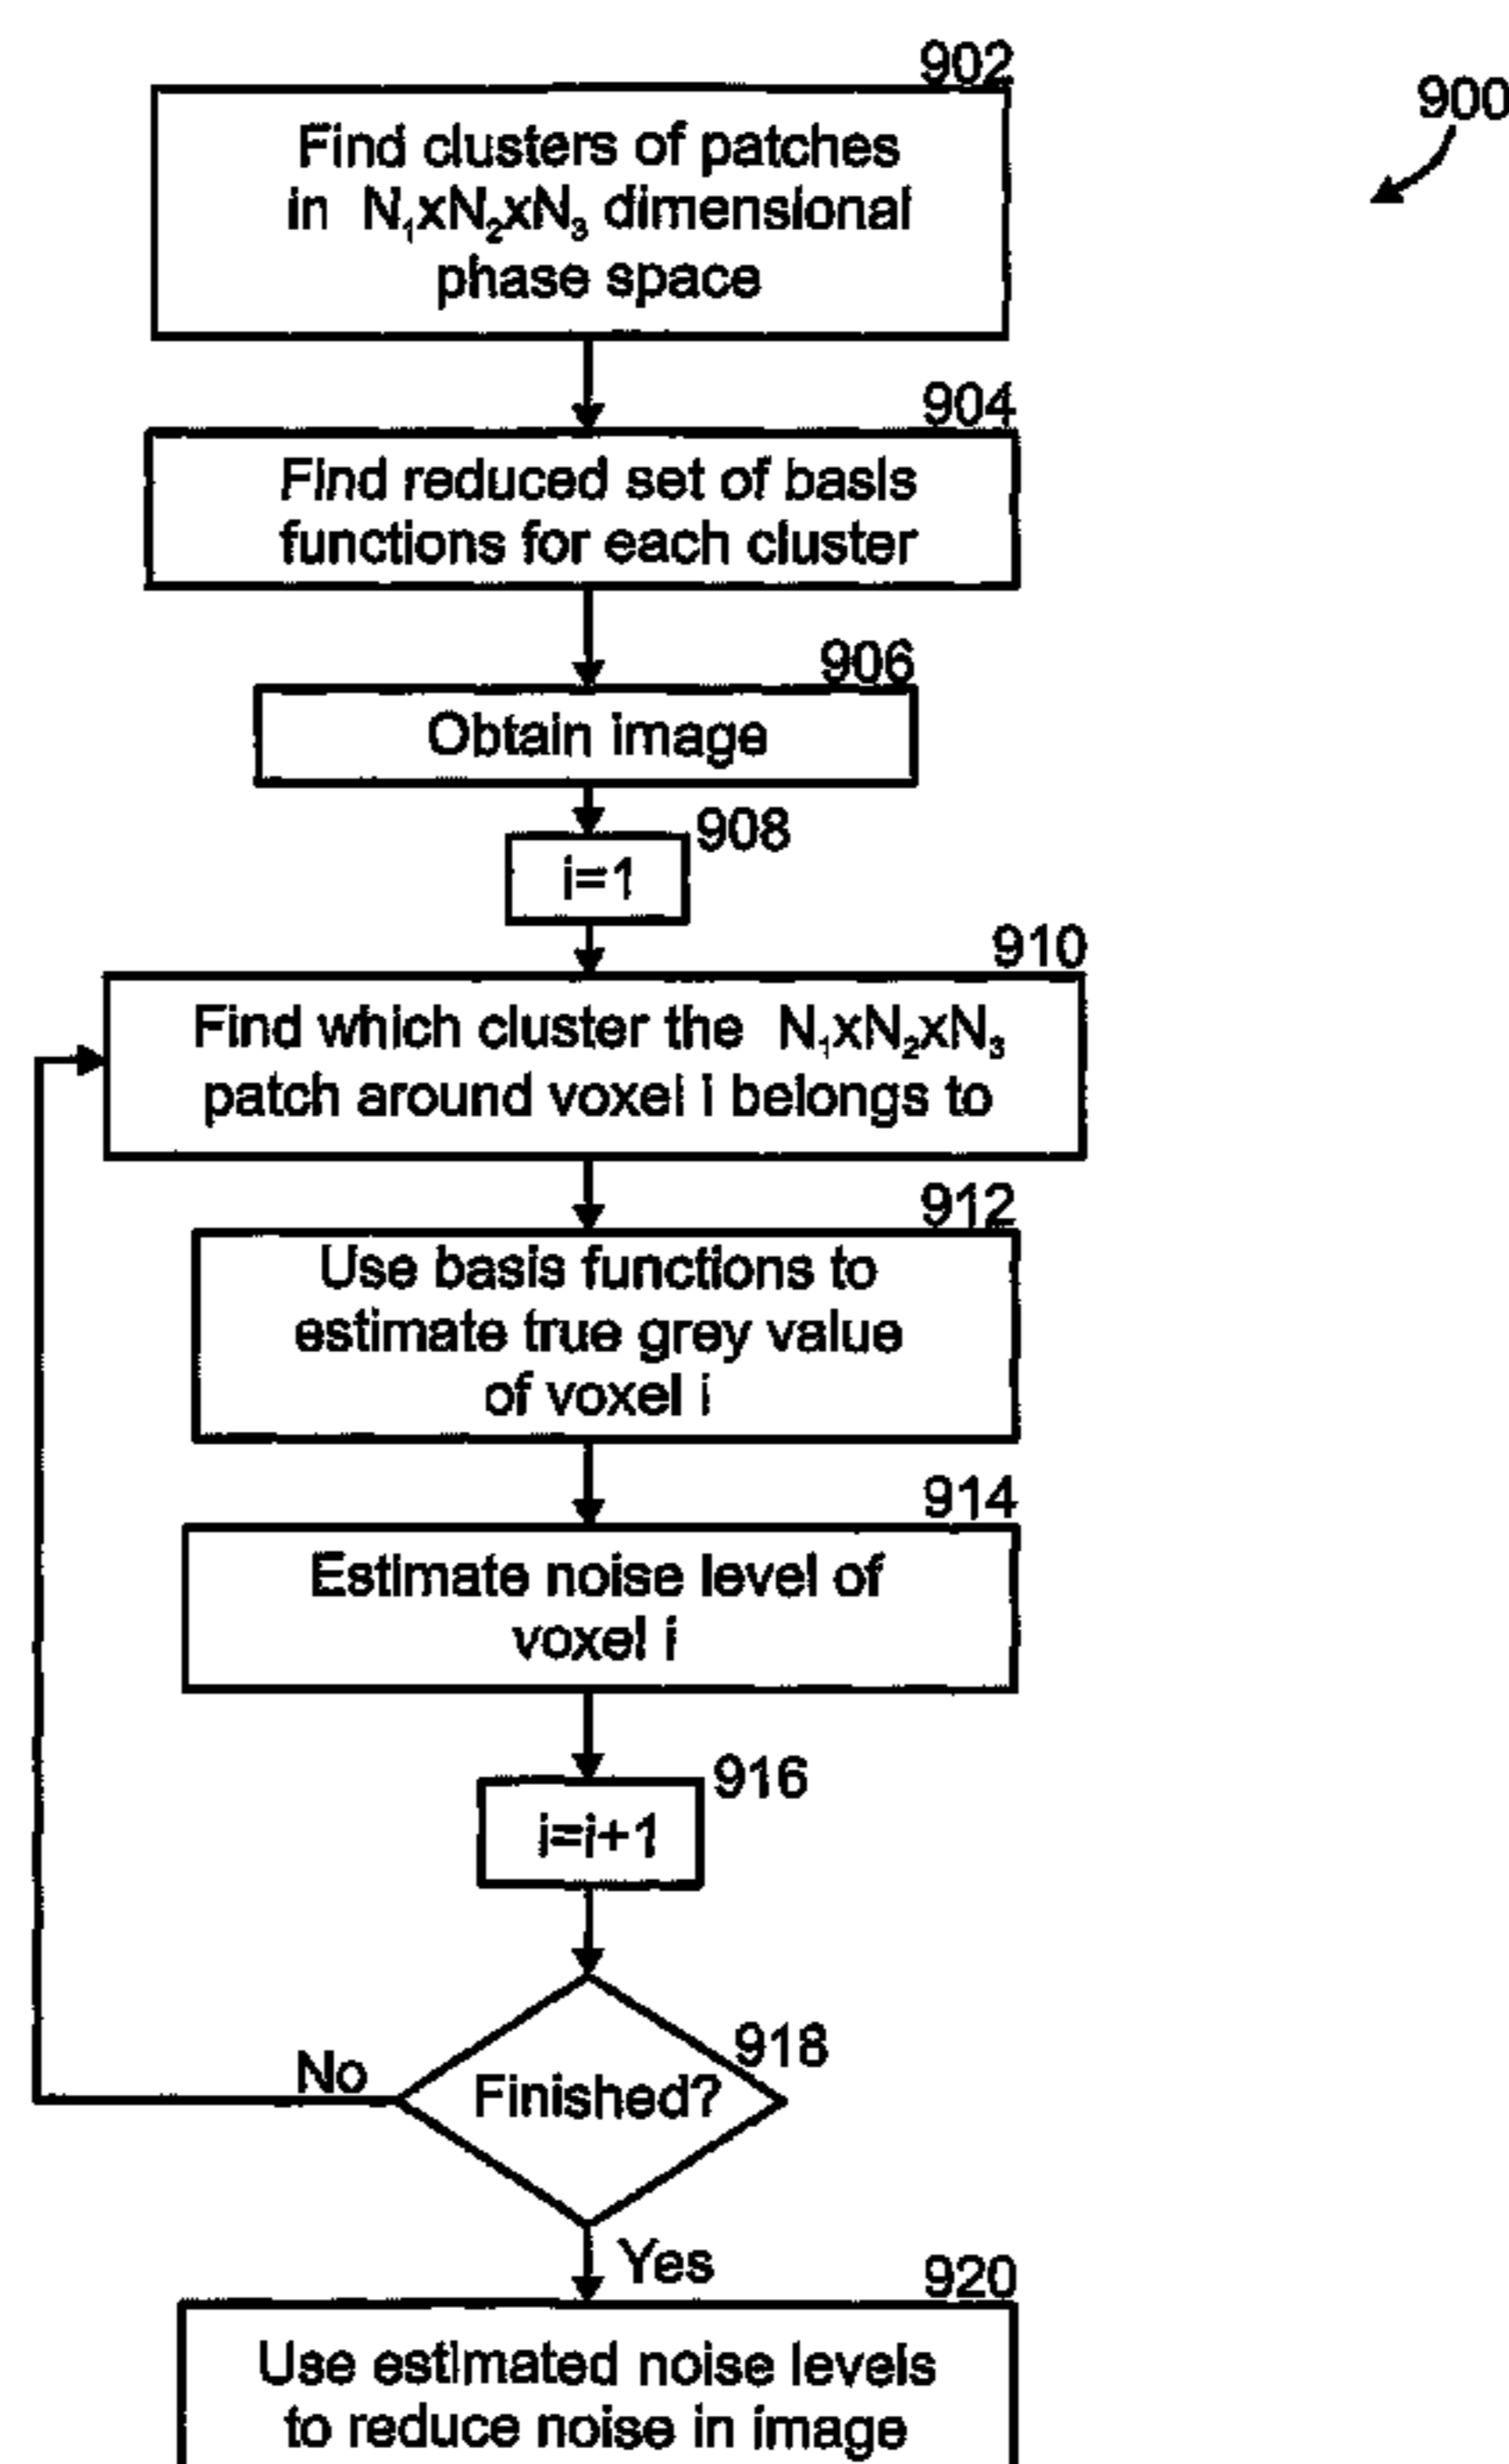 902
900
Find clusters of patches
in N₁xN₂xN₃ dimensional
phase space
904
Find reduced set of basis
functions for each cluster
906
Obtain image
908
i=1
910
Find which cluster the N₁xN₂xN₃
patch around voxel i belongs to
912
Use basis functions to
estimate true grey value
of voxel i
914
Estimate noise level of
voxel i
916
i=i+1
918
No
Finished?
Yes
920
Use estimated noise levels
to reduce noise in image